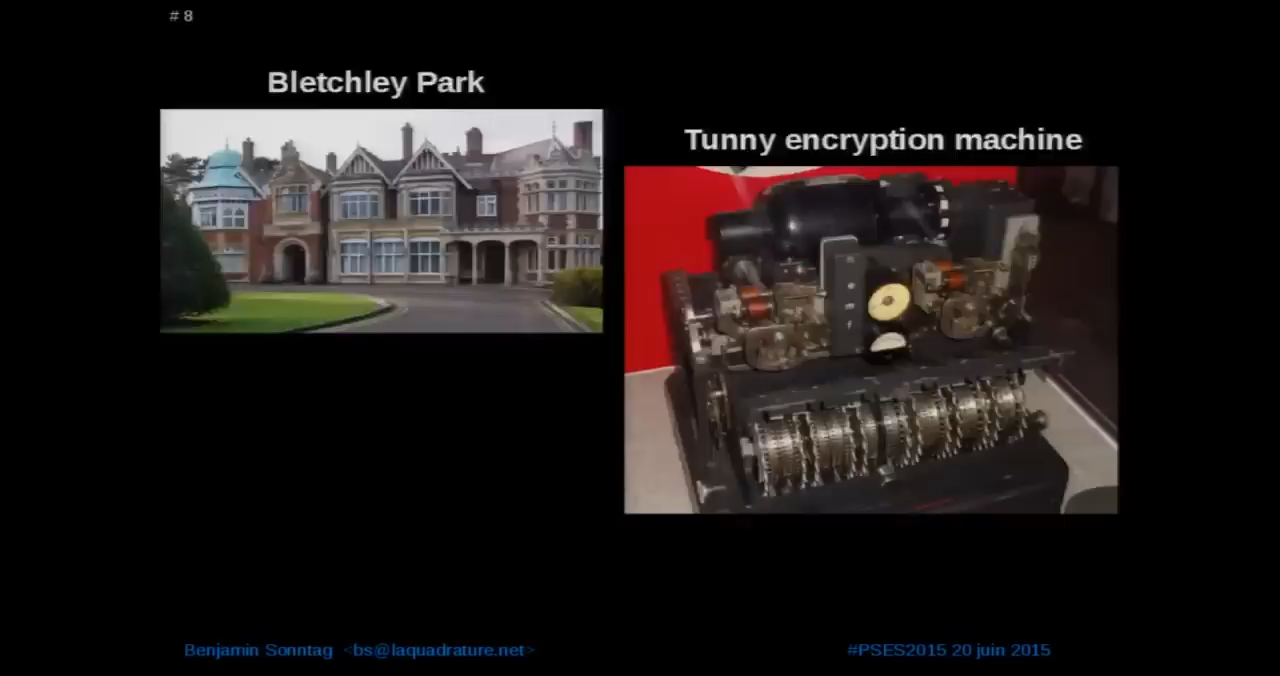 # 8
Bletchley Park
Tunny encryption machine
Benjamin Sonntag <bs@laquadrature.net>
#PSES2015 20 juin 2015